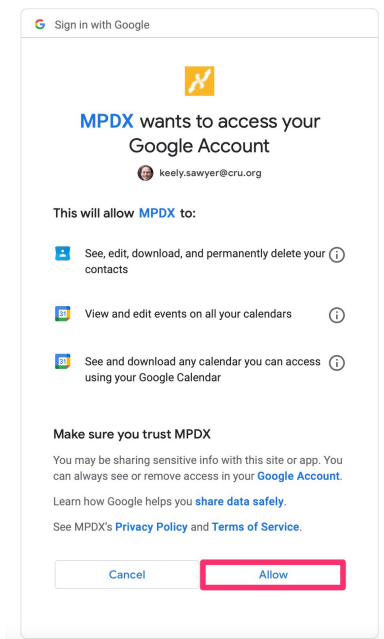 Sign in with Google
MPDX wants to access your
Google Account
keely.sawyer@cru.org
This will allow MPDX to:
See, edit, download, and permanently delete your
contacts
31
View and edit events on all your calendars
31
See and download any calendar you can access
using your Google Calendar
Make sure you trust MPDX
You may be sharing sensitive info with this site or app. You
can always see or remove access in your Google Account.
Learn how Google helps you share data safely.
See MPDX's Privacy Policy and Terms of Service.
Cancel
Allow